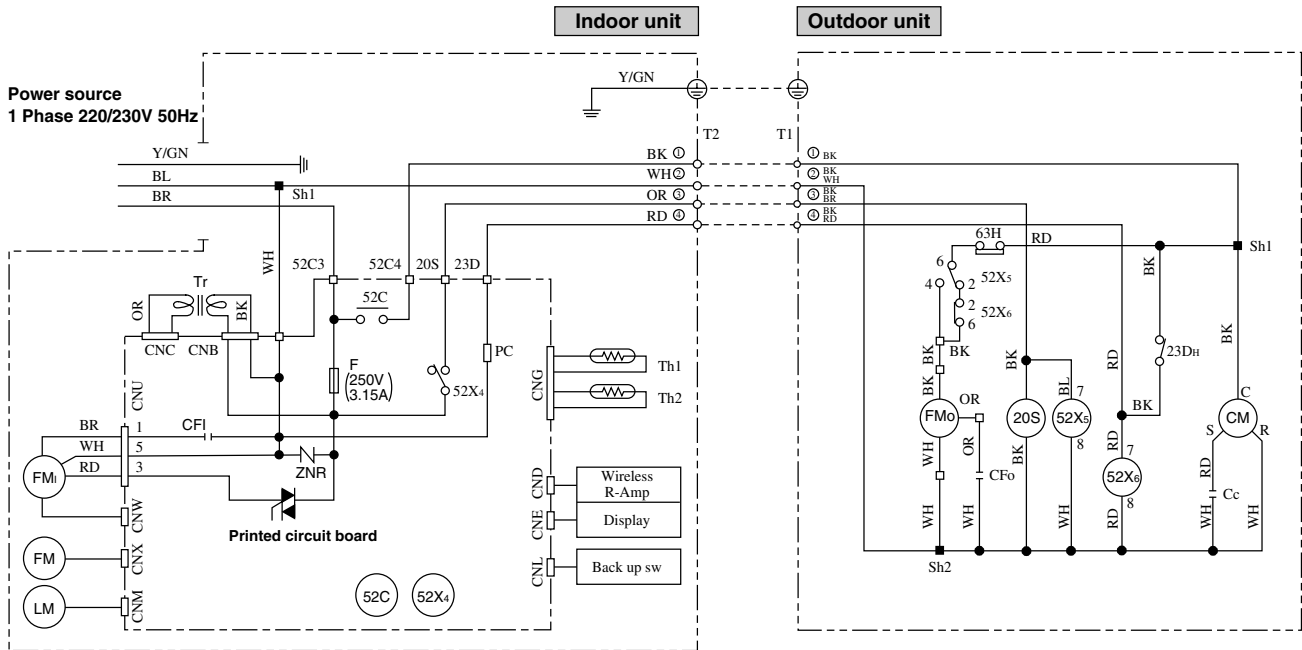 Indoor unit
Outdoor unit
Power source
1 Phase 220/230V 50Hz
Y/GN
T2
T1
Y/GN
BL
BR
Sh1
BK ①
WH ②
OR ③
RD ④
① BK
② BK WH
③ BK BR
④ BK RD
WH
52C3
52C4
20S
23D
Tr
OR
BK
CNC
CNB
52C
F
(250V
3.15A)
52X4
PC
CNG
Th1
Th2
CNU
BR
1
CFI
WH
5
RD
3
ZNR
FMI
CNW
Printed circuit board
FM
CNX
LM
CNM
52C
52X4
CND
Wireless
R-Amp
CNE
Display
CNL
Back up sw
63H
RD
Sh1
6
4
2
52X5
2
52X6
6
BK
BK
BK
FMo
OR
OR
CFo
WH
WH
WH
Sh2
BK
20S
BK
BL
7
52X5
8
WH
RD
BK
RD
7
52X6
8
RD
BK
23DH
BK
C
CM
S
R
RD
Cc
WH
WH